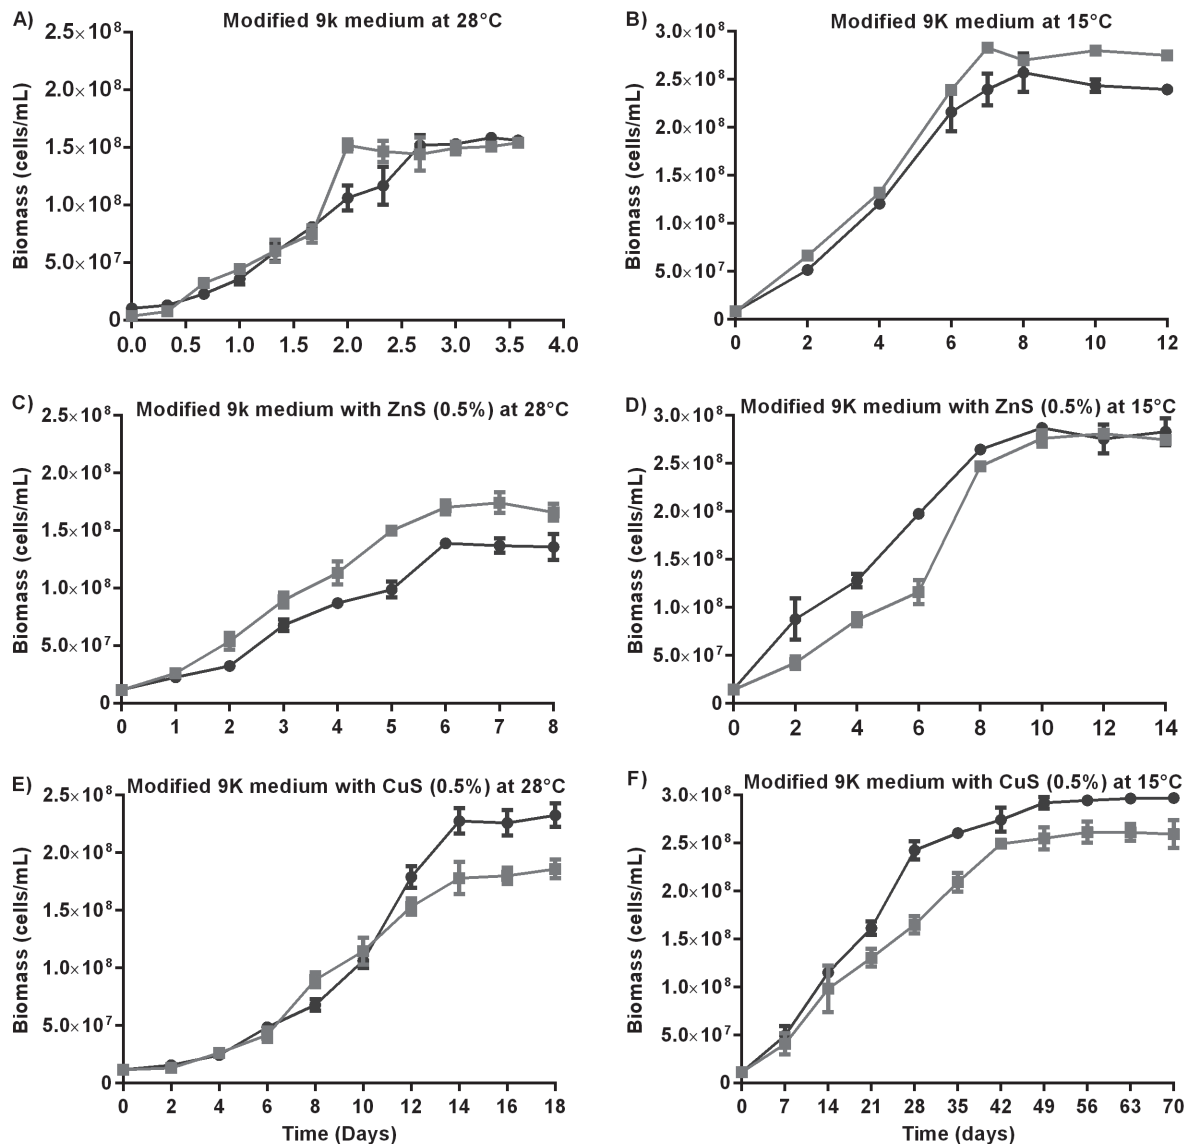 A) Modified 9k medium at 28°C
Biomass (cells/mL)
2.5×10⁸
2.0×10⁸
1.5×10⁸
1.0×10⁸
5.0×10⁷
0
0.0 0.5 1.0 1.5 2.0 2.5 3.0 3.5 4.0
B) Modified 9K medium at 15°C
Biomass (cells/mL)
3.0×10⁸
2.5×10⁸
2.0×10⁸
1.5×10⁸
1.0×10⁸
5.0×10⁷
0
0 2 4 6 8 10 12
C) Modified 9k medium with ZnS (0.5%) at 28°C
Biomass (cells/mL)
2.5×10⁸
2.0×10⁸
1.5×10⁸
1.0×10⁸
5.0×10⁷
0
0 1 2 3 4 5 6 7 8
D) Modified 9K medium with ZnS (0.5%) at 15°C
Biomass (cells/mL)
3.0×10⁸
2.5×10⁸
2.0×10⁸
1.5×10⁸
1.0×10⁸
5.0×10⁷
0
0 2 4 6 8 10 12 14
E) Modified 9K medium with CuS (0.5%) at 28°C
Biomass (cells/mL)
2.5×10⁸
2.0×10⁸
1.5×10⁸
1.0×10⁸
5.0×10⁷
0
0 2 4 6 8 10 12 14 16 18
Time (Days)
F) Modified 9K medium with CuS (0.5%) at 15°C
Biomass (cells/mL)
3.0×10⁸
2.5×10⁸
2.0×10⁸
1.5×10⁸
1.0×10⁸
5.0×10⁷
0
0 7 14 21 28 35 42 49 56 63 70
Time (days)